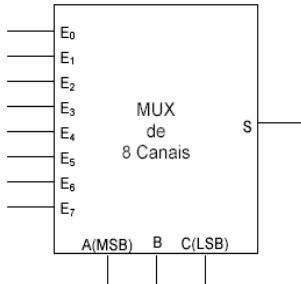 E₀
E₁
E₂
E₃
E₄
E₅
E₆
E₇
MUX
de
8 Canais
S
A(MSB) B C(LSB)